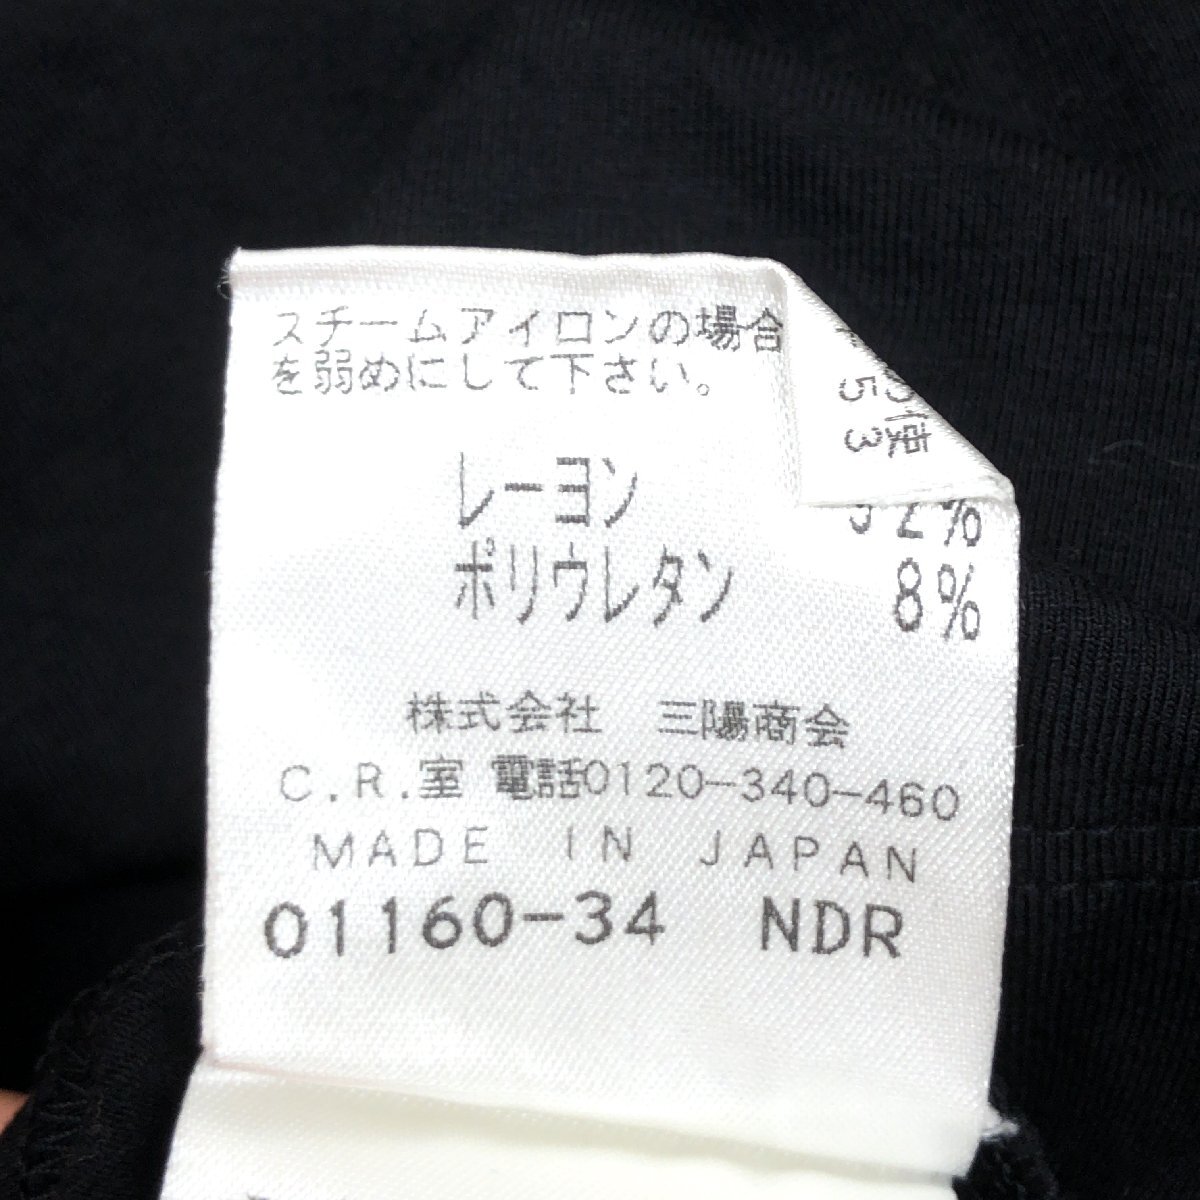 スチームアイロンの場合
を弱めにして下さい。
レーヨン 92%
ポリウレタン 8%
株式会社 三陽商会
C.R.室 電話0120-340-460
MADE IN JAPAN
01160-34 NDR